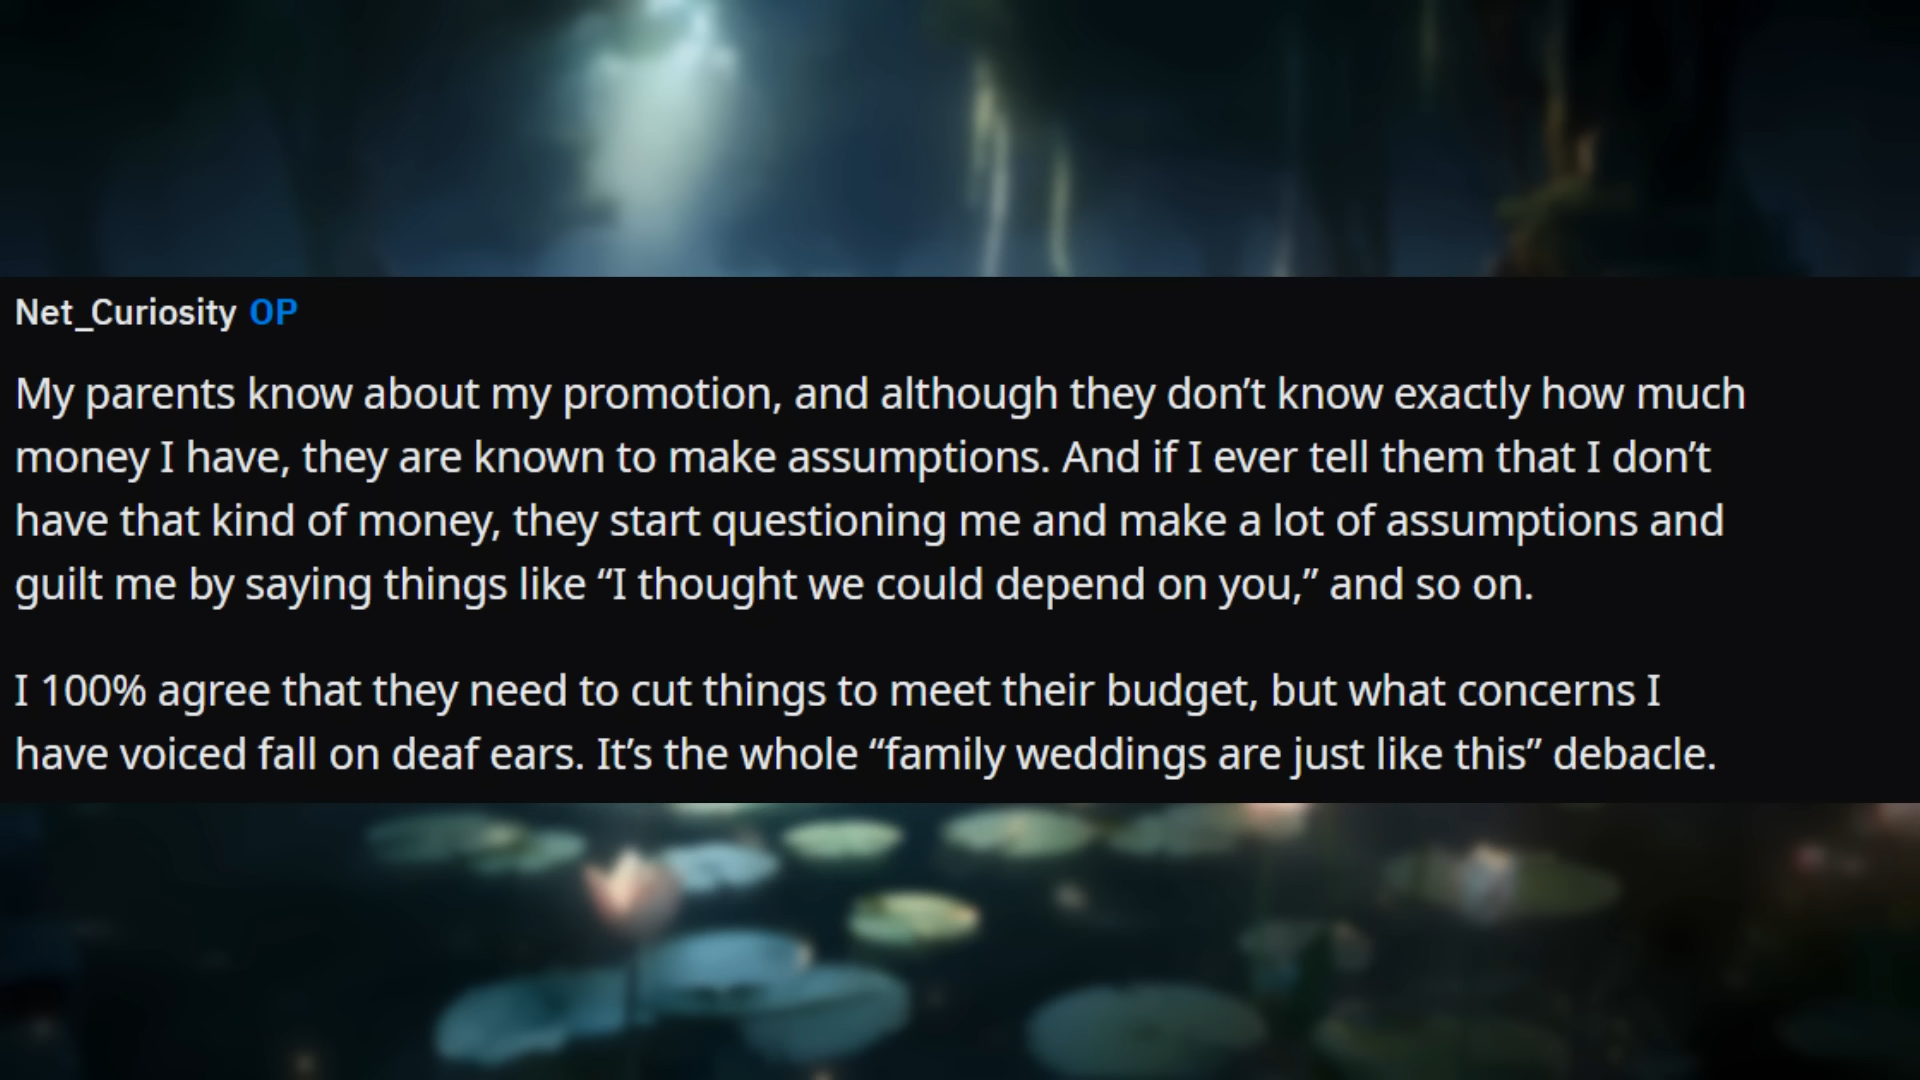 Net_Curiosity OP
My parents know about my promotion, and although they don’t know exactly how much
money I have, they are known to make assumptions. And if I ever tell them that I don’t
have that kind of money, they start questioning me and make a lot of assumptions and
guilt me by saying things like “I thought we could depend on you,” and so on.
I 100% agree that they need to cut things to meet their budget, but what concerns I
have voiced fall on deaf ears. It’s the whole “family weddings are just like this” debacle.